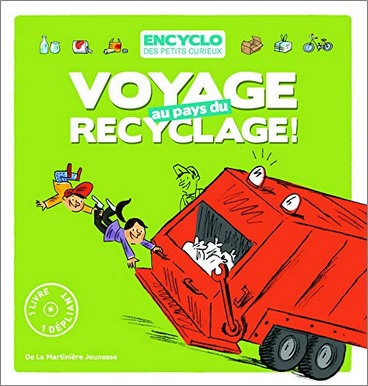 ENCYCLO
DES PETITS CURIEUX
VOYAGE
au pays du
RECYCLAGE!
1 LIVRE
1 DÉPLIANT
De La Martinière Jeunesse